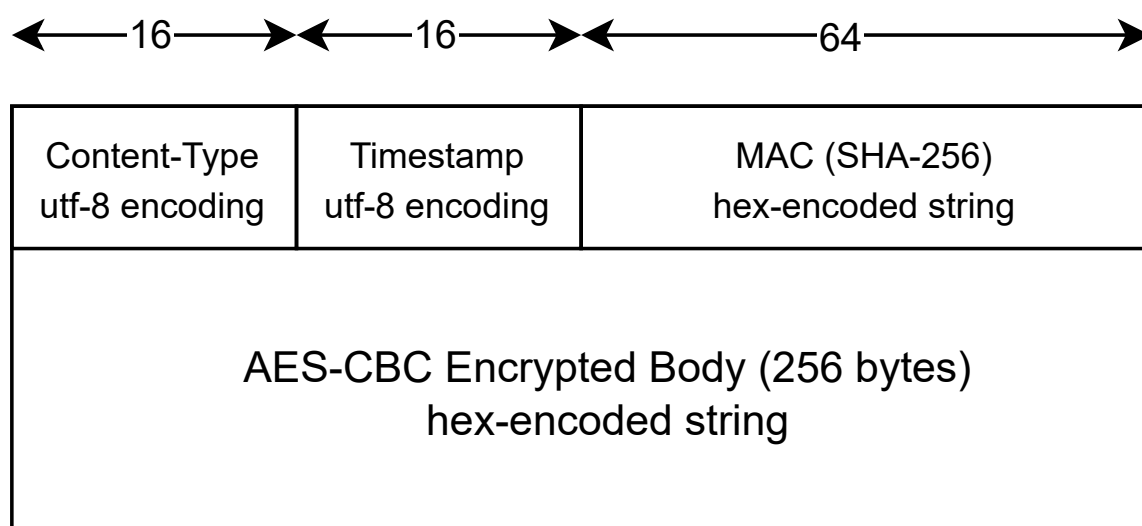 16 16 64
Content-Type
utf-8 encoding
Timestamp
utf-8 encoding
MAC (SHA-256)
hex-encoded string
AES-CBC Encrypted Body (256 bytes)
hex-encoded string